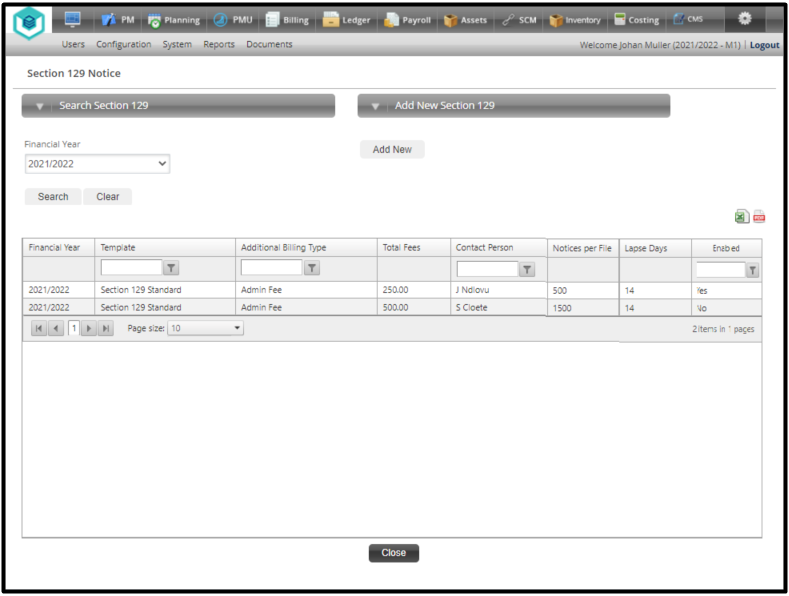 PM Planning PMU Billing Ledger Payroll Assets SCM Inventory Costing CMS
Users Configuration System Reports Documents Welcome Johan Muller (2021/2022 - M1) | Logout
Section 129 Notice
Search Section 129 Add New Section 129
Financial Year
Add New
2021/2022
Search Clear
Financial Year Template Additional Billing Type Total Fees Contact Person Notices per File Lapse Days Enabled
2021/2022 Section 129 Standard Admin Fee 250.00 J Ndlovu 500 14 Yes
2021/2022 Section 129 Standard Admin Fee 500.00 S Cloete 1500 14 No
1 Page size: 10 2 items in 1 pages
Close